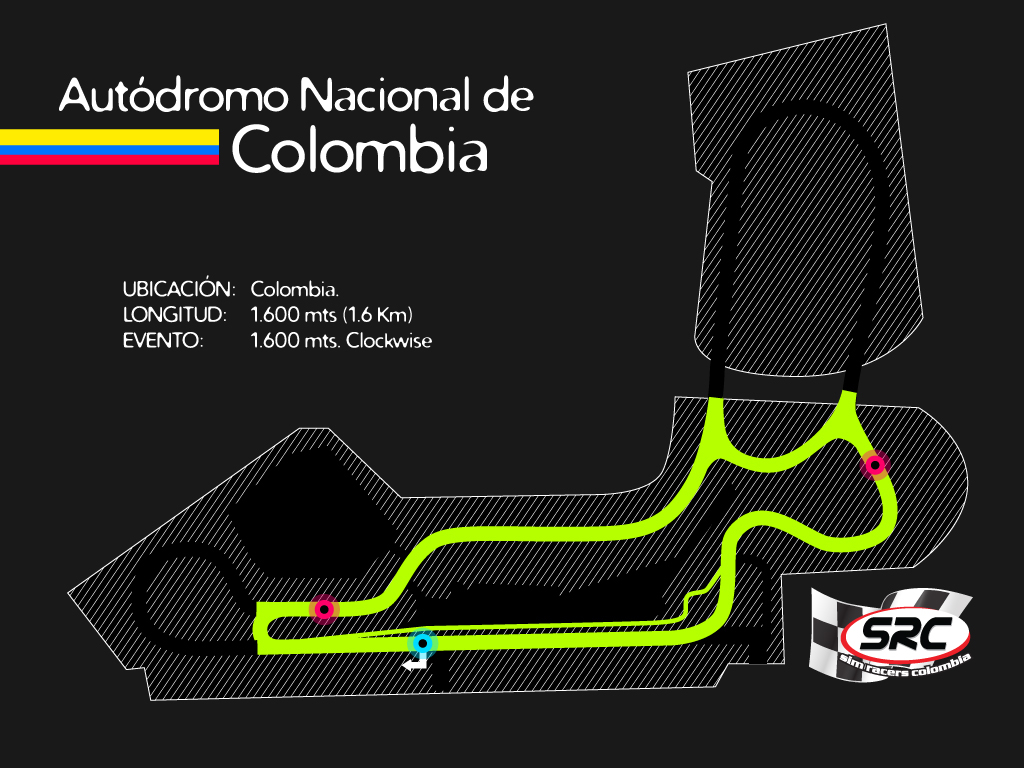 Autódromo Nacional de
Colombia
UBICACIÓN: Colombia.
LONGITUD: 1.600 mts (1.6 Km)
EVENTO: 1.600 mts. Clockwise
SRC
sim racers colombia